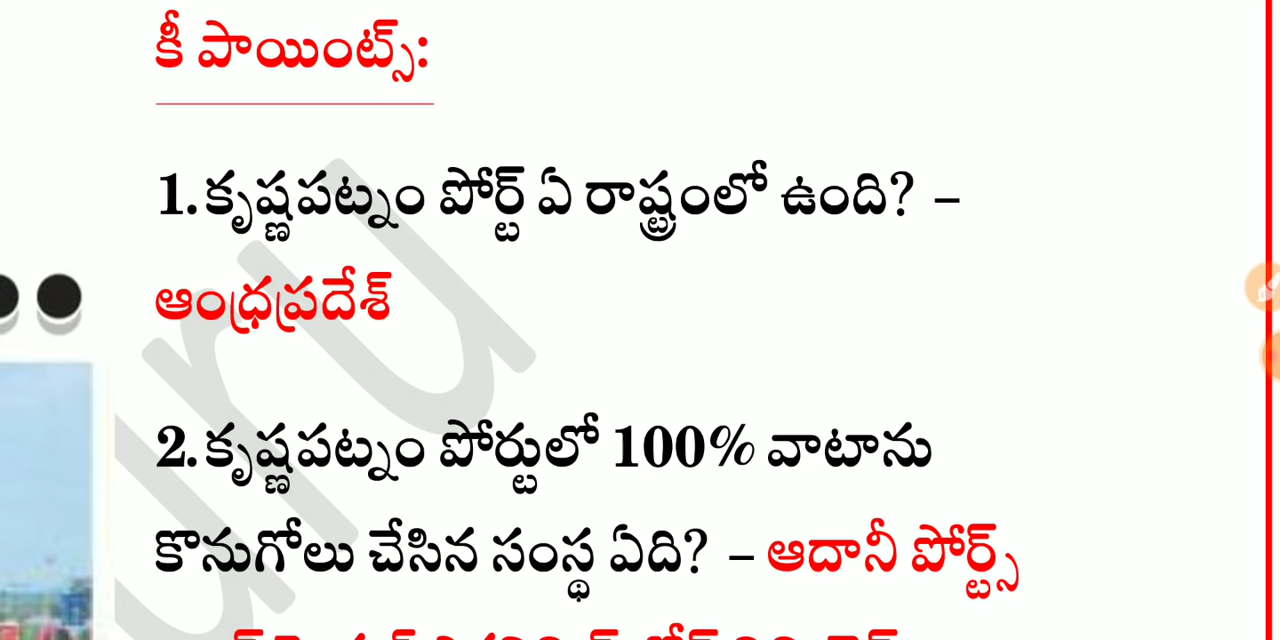 కీ పాయింట్స్:
1.కృష్ణపట్నం పోర్ట్ ఏ రాష్ట్రంలో ఉంది? –
ఆంధ్రప్రదేశ్
2.కృష్ణపట్నం పోర్టులో 100% వాటాను
కొనుగోలు చేసిన సంస్థ ఏది? – ఆదానీ పోర్ట్స్